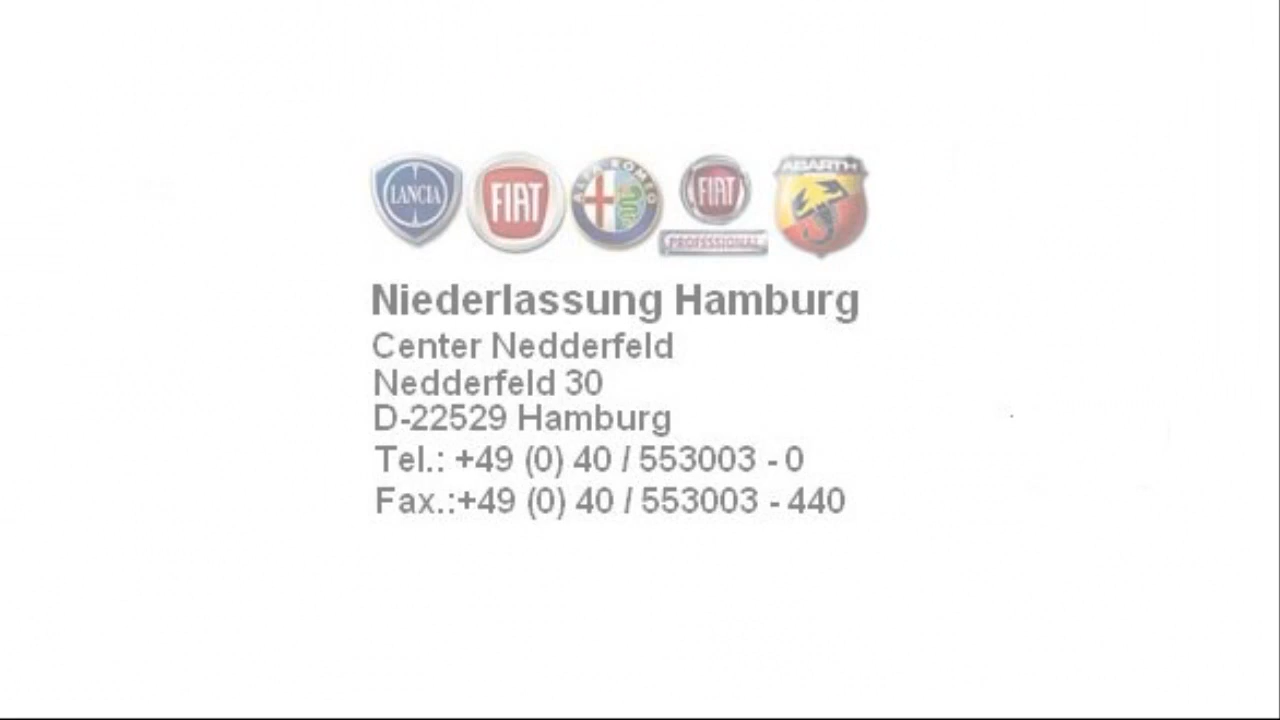 LANCIA FIAT ALFA ROMEO FIAT ABARTH
PROFESSIONAL
Niederlassung Hamburg
Center Nedderfeld
Nedderfeld 30
D-22529 Hamburg
Tel.: +49 (0) 40 / 553003 - 0
Fax.:+49 (0) 40 / 553003 - 440